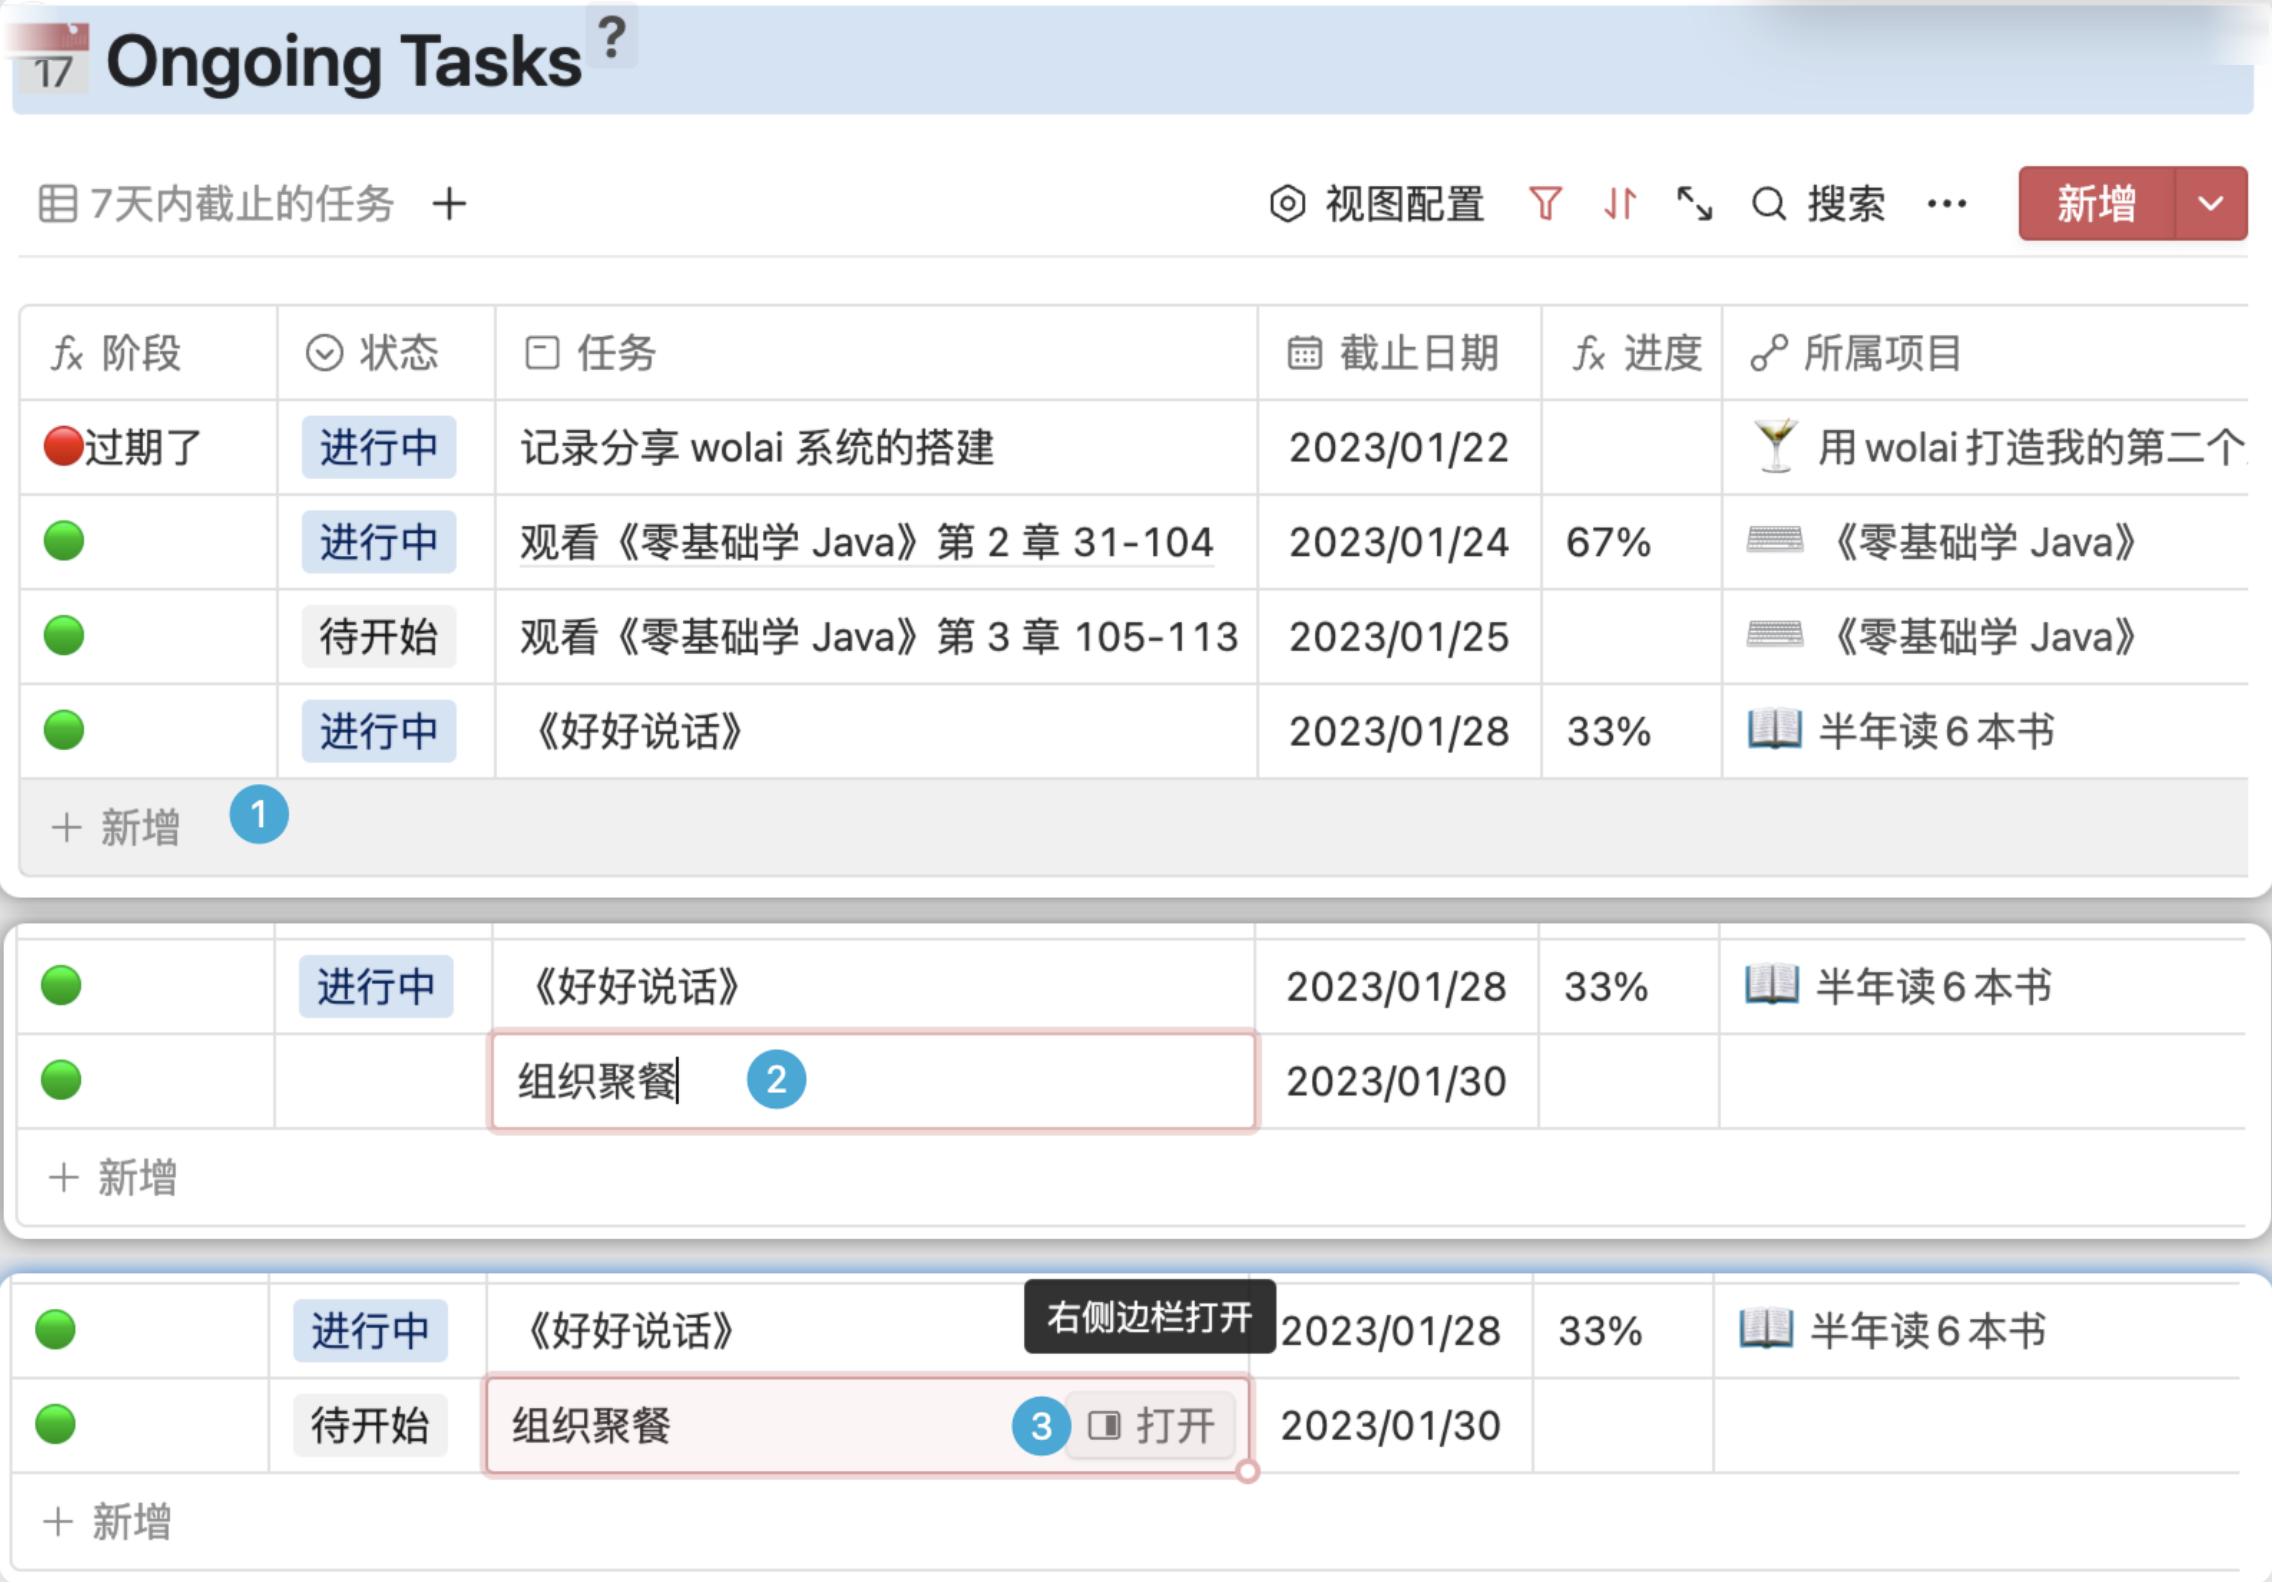 17 Ongoing Tasks ?
7天内截止的任务 + 视图配置 搜索 ··· 新增
fx 阶段 状态 任务 截止日期 fx 进度 所属项目
过期了 进行中 记录分享 wolai 系统的搭建 2023/01/22 用 wolai 打造我的第二个
进行中 观看《零基础学 Java》第 2 章 31-104 2023/01/24 67% 《零基础学 Java》
待开始 观看《零基础学 Java》第 3 章 105-113 2023/01/25 《零基础学 Java》
进行中 《好好说话》 2023/01/28 33% 半年读 6 本书
+ 新增 1
进行中 《好好说话》 2023/01/28 33% 半年读 6 本书
组织聚餐 2 2023/01/30
+ 新增
右侧边栏打开
进行中 《好好说话》 2023/01/28 33% 半年读 6 本书
待开始 组织聚餐 3 打开 2023/01/30
+ 新增